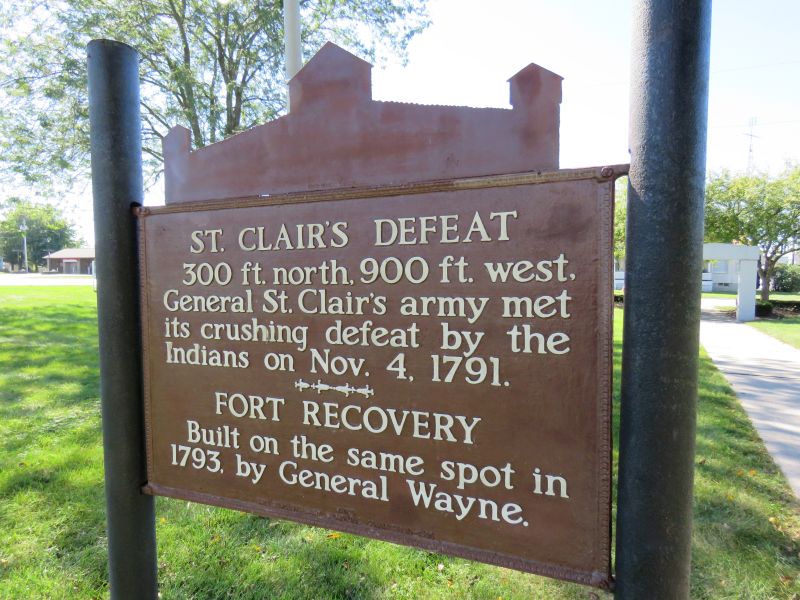 ST. CLAIR'S DEFEAT
300 ft. north, 900 ft. west,
General St. Clair's army met
its crushing defeat by the
Indians on Nov. 4, 1791.
FORT RECOVERY
Built on the same spot in
1793, by General Wayne.